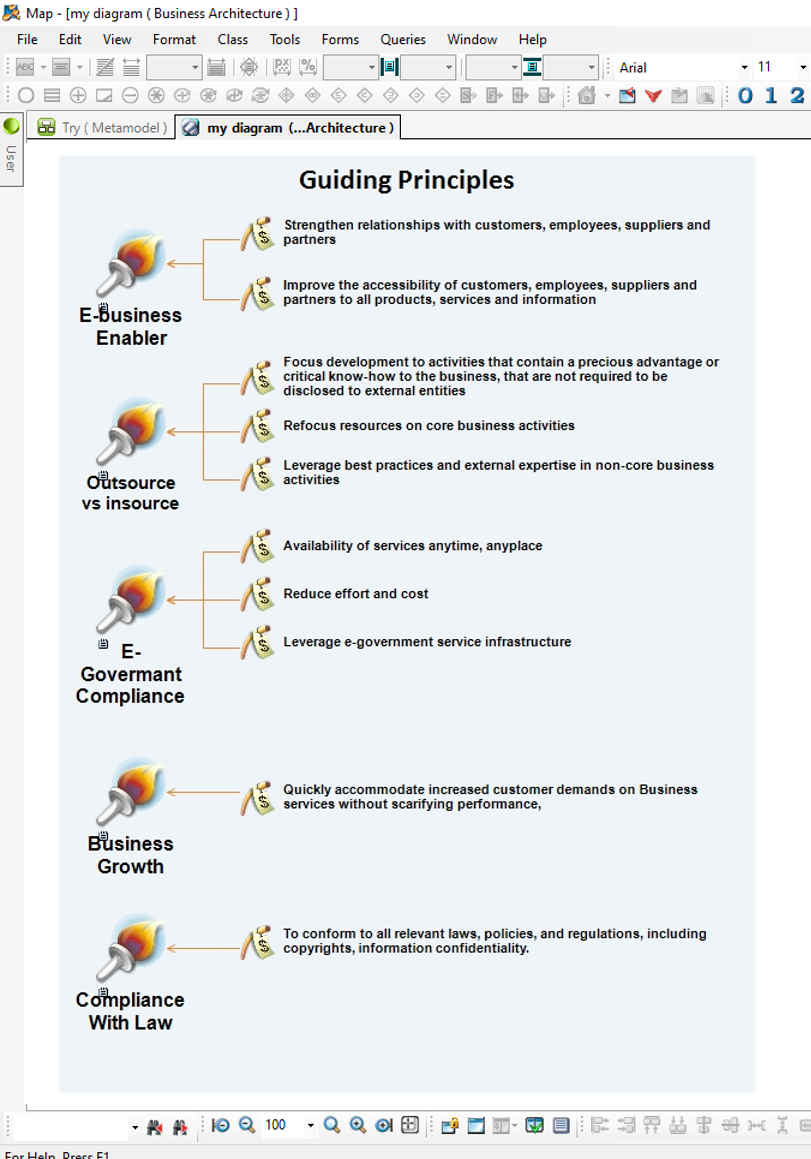 Map - [my diagram ( Business Architecture ) ]
File Edit View Format Class Tools Forms Queries Window Help
ABC Arial 11
0 1 2
Try ( Metamodel ) my diagram (...Architecture )
User
Guiding Principles
Strengthen relationships with customers, employees, suppliers and
partners
Improve the accessibility of customers, employees, suppliers and
partners to all products, services and information
E-business
Enabler
Focus development to activities that contain a precious advantage or
critical know-how to the business, that are not required to be
disclosed to external entities
Refocus resources on core business activities
Leverage best practices and external expertise in non-core business
activities
Outsource
vs insource
Availability of services anytime, anyplace
Reduce effort and cost
Leverage e-government service infrastructure
E-
Govermant
Compliance
Quickly accommodate increased customer demands on Business
services without scarifying performance,
Business
Growth
To conform to all relevant laws, policies, and regulations, including
copyrights, information confidentiality.
Compliance
With Law
100
For Help, Press F1